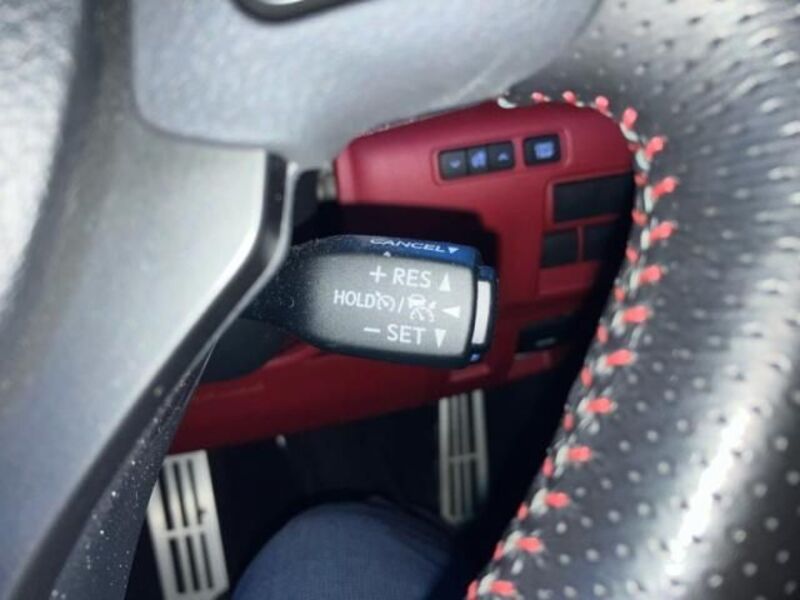 CANCEL▼
+ RES ▲
HOLD / ◄
− SET ▼